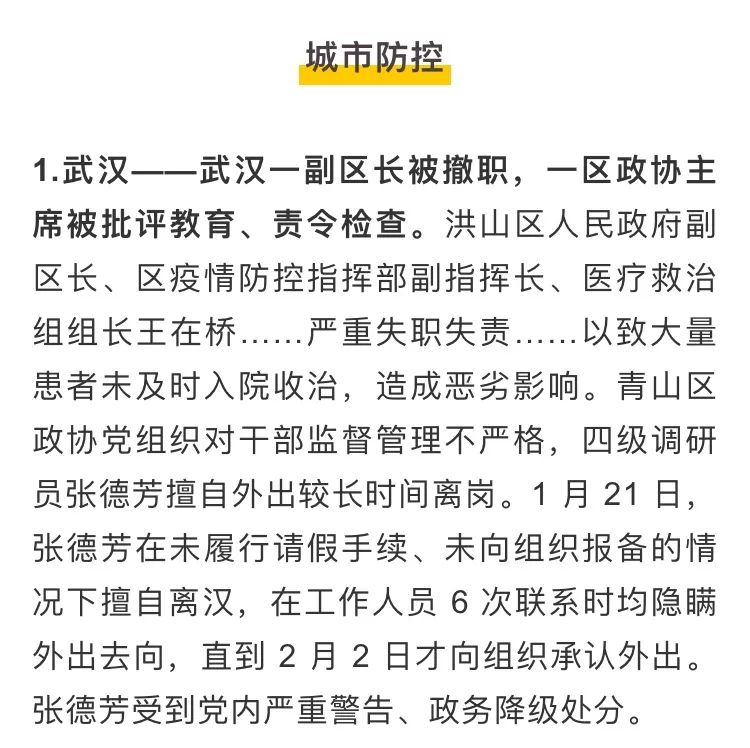 城市防控
1.武汉——武汉一副区长被撤职，一区政协主
席被批评教育、责令检查。洪山区人民政府副
区长、区疫情防控指挥部副指挥长、医疗救治
组组长王在桥……严重失职失责……以致大量
患者未及时入院收治，造成恶劣影响。青山区
政协党组织对干部监督管理不严格，四级调研
员张德芳擅自外出较长时间离岗。1 月 21 日，
张德芳在未履行请假手续、未向组织报备的情
况下擅自离汉，在工作人员 6 次联系时均隐瞒
外出去向，直到 2 月 2 日才向组织承认外出。
张德芳受到党内严重警告、政务降级处分。